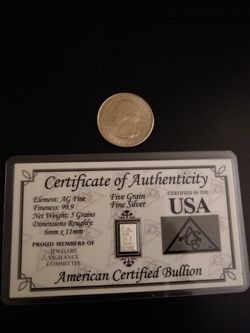 Certificate of Authenticity
Element: AG Fine
Fineness: 99.9
Net Weight: 5 Grains
Dimensions Roughly:
6mm x 11mm
PROUD MEMBERS OF
JEWELERS
VIGILANCE
COMMITTEE
Five Grain
Fine Silver
CERTIFIED IN THE
USA
American Certified Bullion